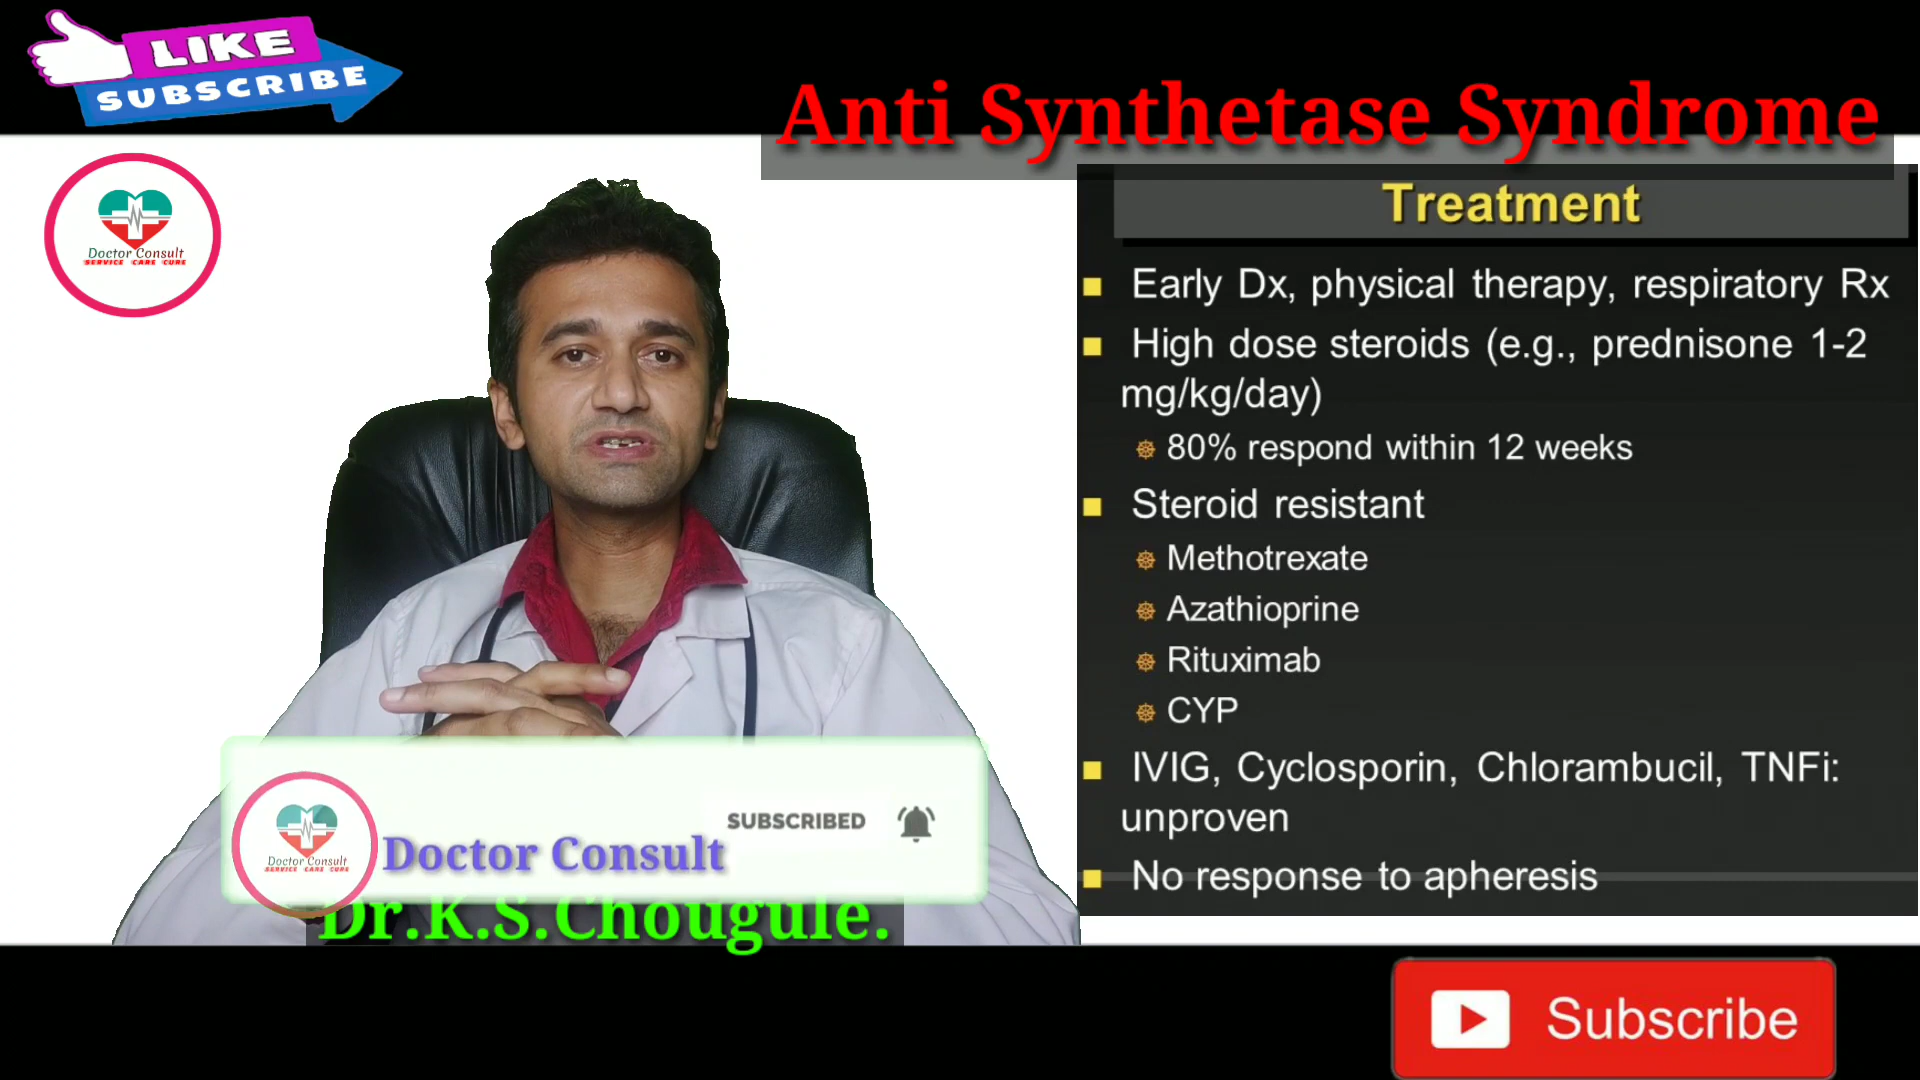 LIKE
SUBSCRIBE
Anti Synthetase Syndrome
Doctor Consult
SERVICE CARE CURE
Treatment
Early Dx, physical therapy, respiratory Rx
High dose steroids (e.g., prednisone 1-2
mg/kg/day)
80% respond within 12 weeks
Steroid resistant
Methotrexate
Azathioprine
Rituximab
CYP
IVIG, Cyclosporin, Chlorambucil, TNFi:
unproven
No response to apheresis
SUBSCRIBED
Doctor Consult
Doctor Consult
SERVICE CARE CURE
Dr.K.S.Chougule.
Subscribe